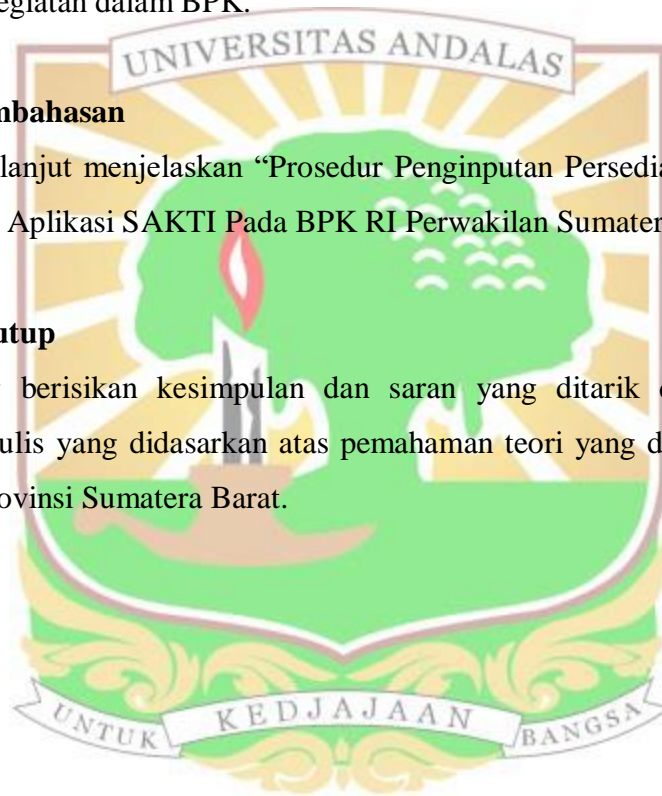 egiatan dalam BPK.
UNIVERSITAS ANDALAS
mbahasan
lanjut menjelaskan “Prosedur Penginputan Persedia
Aplikasi SAKTI Pada BPK RI Perwakilan Sumater
utup
berisikan kesimpulan dan saran yang ditarik
ulis yang didasarkan atas pemahaman teori yang d
ovinsi Sumatera Barat.
UNTUK KEDJAJAAN BANGSA